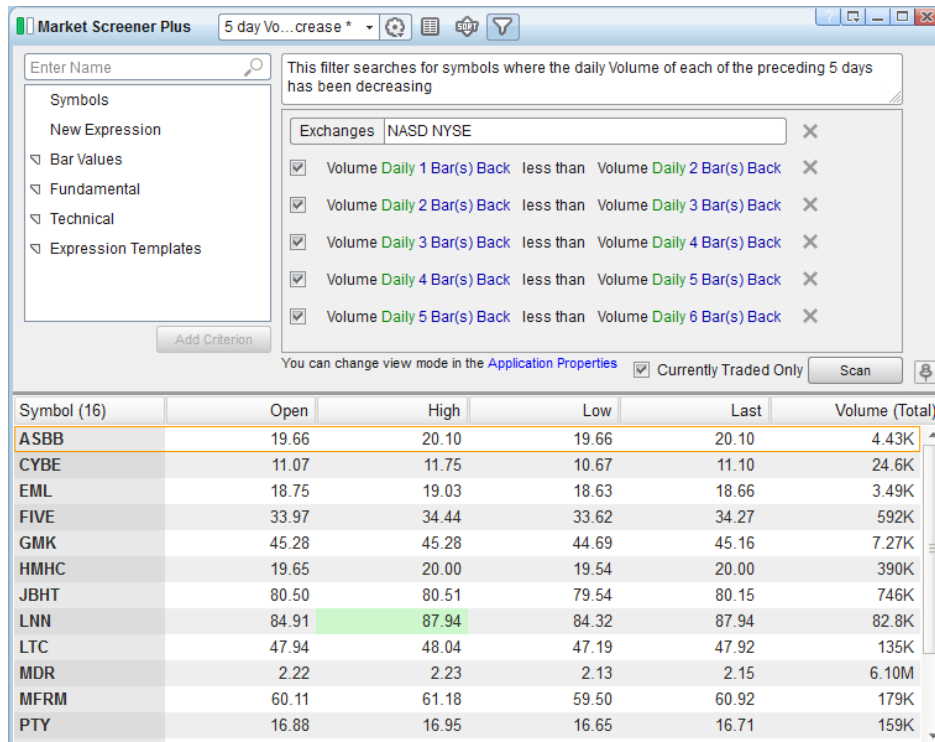 Market Screener Plus 5 day Vo...crease *
Enter Name
Symbols
New Expression
Bar Values
Fundamental
Technical
Expression Templates
Add Criterion
This filter searches for symbols where the daily Volume of each of the preceding 5 days
has been decreasing
Exchanges NASD NYSE
Volume Daily 1 Bar(s) Back less than Volume Daily 2 Bar(s) Back
Volume Daily 2 Bar(s) Back less than Volume Daily 3 Bar(s) Back
Volume Daily 3 Bar(s) Back less than Volume Daily 4 Bar(s) Back
Volume Daily 4 Bar(s) Back less than Volume Daily 5 Bar(s) Back
Volume Daily 5 Bar(s) Back less than Volume Daily 6 Bar(s) Back
You can change view mode in the Application Properties Currently Traded Only Scan
Symbol (16) Open High Low Last Volume (Total)
ASBB 19.66 20.10 19.66 20.10 4.43K
CYBE 11.07 11.75 10.67 11.10 24.6K
EML 18.75 19.03 18.63 18.66 3.49K
FIVE 33.97 34.44 33.62 34.27 592K
GMK 45.28 45.28 44.69 45.16 7.27K
HMHC 19.65 20.00 19.54 20.00 390K
JBHT 80.50 80.51 79.54 80.15 746K
LNN 84.91 87.94 84.32 87.94 82.8K
LTC 47.94 48.04 47.19 47.92 135K
MDR 2.22 2.23 2.13 2.15 6.10M
MFRM 60.11 61.18 59.50 60.92 179K
PTY 16.88 16.95 16.65 16.71 159K